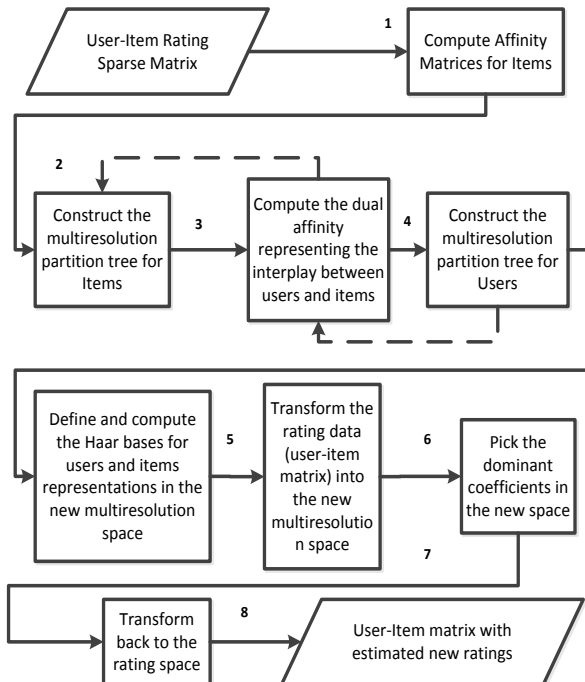 1
User-Item Rating
Sparse Matrix
Compute Affinity
Matrices for Items
2
Construct the
multiresolution
partition tree for
Items
3
Compute the dual
affinity
representing the
interplay between
users and items
4
Construct the
multiresolution
partition tree for
Users
Define and compute
the Haar bases for
users and items
representations in the
new multiresolution
space
5
Transform the
rating data
(user-item
matrix) into
the new
multiresolutio
n space
6
Pick the
dominant
coefficients in
the new space
7
Transform
back to the
rating space
8
User-Item matrix with
estimated new ratings